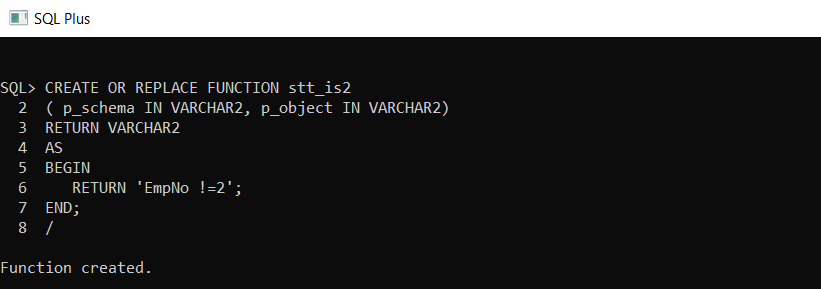 SQL Plus
SQL> CREATE OR REPLACE FUNCTION stt_is2
2 ( p_schema IN VARCHAR2, p_object IN VARCHAR2)
3 RETURN VARCHAR2
4 AS
5 BEGIN
6 RETURN 'EmpNo !=2';
7 END;
8 /
Function created.